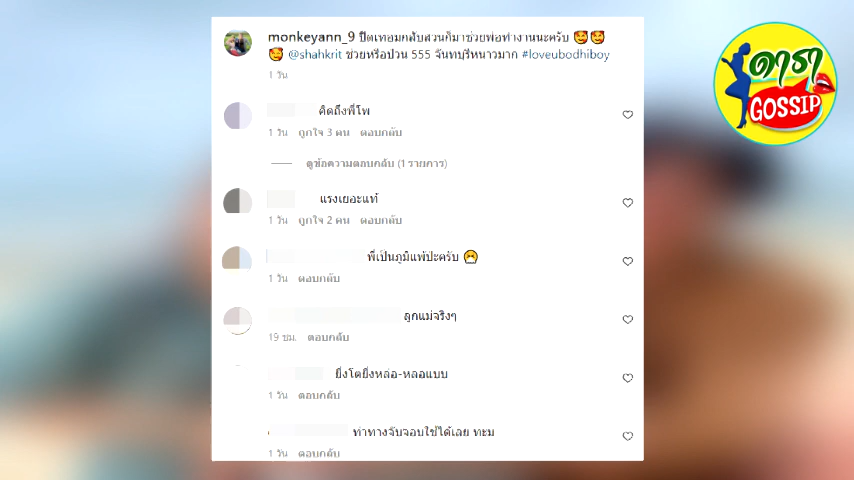 monkeyann_9 ปิดเทอมกลับสวนก็มาช่วยพ่อทำงานนะครับ 🥰🥰
🥰 @shahkrit ช่วยหรือป่วน 555 จันทบุรีหนาวมาก #loveubodhiboy
1 วัน
คิดถึงพี่โพ
1 วัน ถูกใจ 3 คน ตอบกลับ
ดูข้อความตอบกลับ (1 รายการ)
แรงเยอะแท้
1 วัน ถูกใจ 2 คน ตอบกลับ
พี่เป็นภูมิแพ้ป่ะครับ 😷
1 วัน ตอบกลับ
ลูกแม่จริงๆ
19 ชม. ตอบกลับ
ยิ่งโตยิ่งหล่อ-หลอแบบ
1 วัน ตอบกลับ
ท่าทางจับจอบใช้ได้เลย ทะม
1 วัน ตอบกลับ
ดารา
GOSSIP